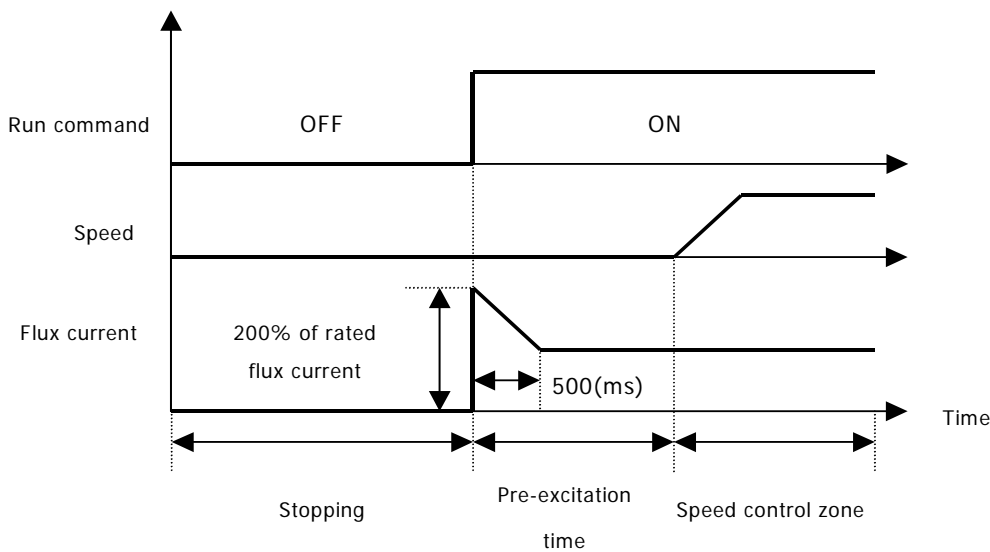 Run command
OFF
ON
Speed
Flux current
200% of rated
flux current
500(ms)
Time
Stopping
Pre-excitation
time
Speed control zone